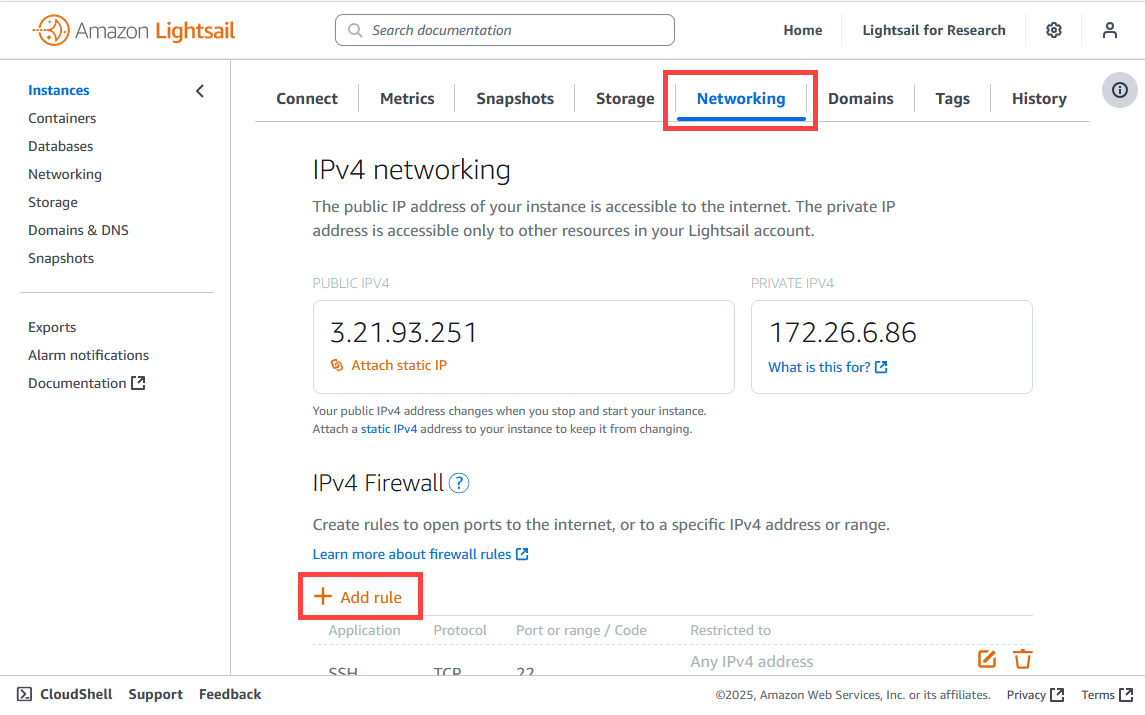 Amazon Lightsail
Search documentation
Home
Lightsail for Research
Instances
Containers
Databases
Networking
Storage
Domains & DNS
Snapshots
Exports
Alarm notifications
Documentation
Connect
Metrics
Snapshots
Storage
Networking
Domains
Tags
History
IPv4 networking
The public IP address of your instance is accessible to the internet. The private IP
address is accessible only to other resources in your Lightsail account.
PUBLIC IPV4
3.21.93.251
Attach static IP
PRIVATE IPV4
172.26.6.86
What is this for?
Your public IPv4 address changes when you stop and start your instance.
Attach a static IPv4 address to your instance to keep it from changing.
IPv4 Firewall ?
Create rules to open ports to the internet, or to a specific IPv4 address or range.
Learn more about firewall rules
+ Add rule
Application Protocol Port or range / Code Restricted to
SSH TCP 22 Any IPv4 address
CloudShell
Support
Feedback
©2025, Amazon Web Services, Inc. or its affiliates.
Privacy
Terms